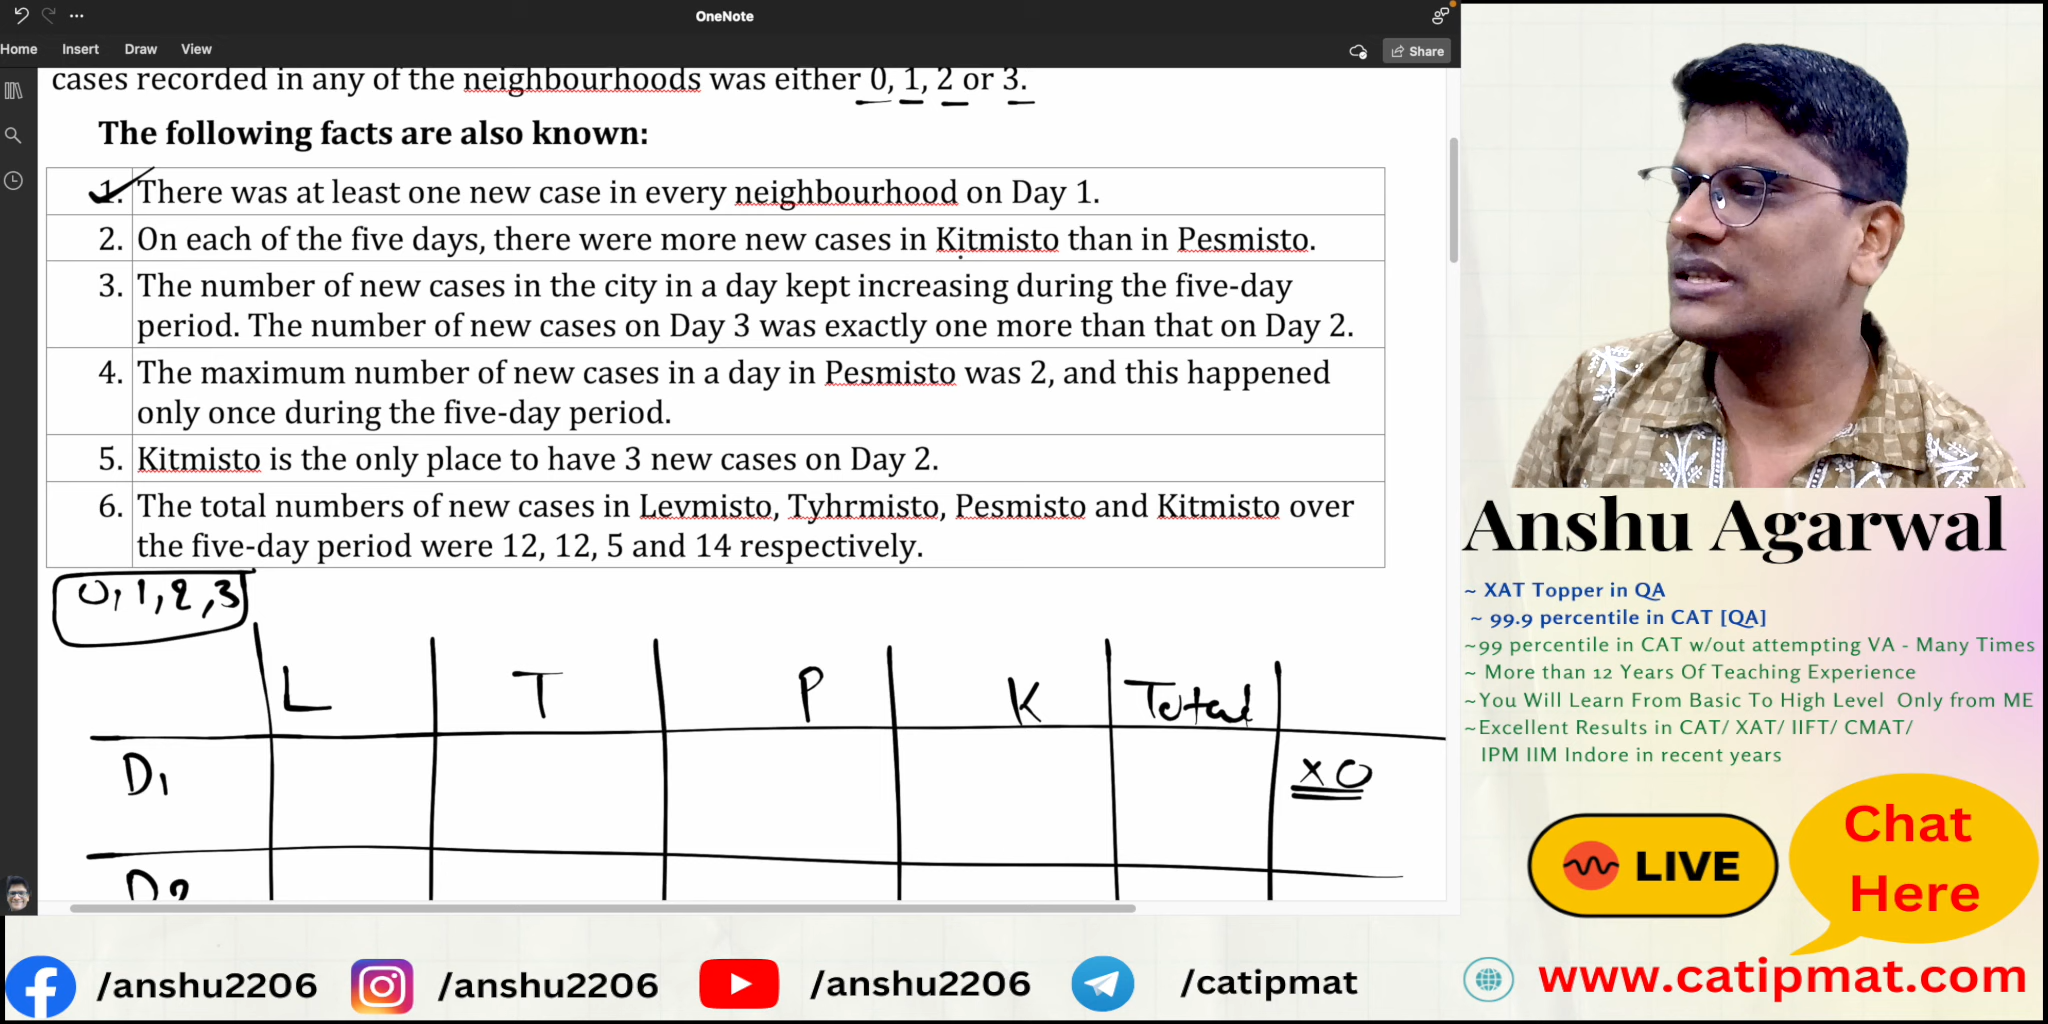 OneNote
Home Insert Draw View
Share
cases recorded in any of the neighbourhoods was either 0, 1, 2 or 3.
The following facts are also known:
1. There was at least one new case in every neighbourhood on Day 1.
2. On each of the five days, there were more new cases in Kitmisto than in Pesmisto.
3. The number of new cases in the city in a day kept increasing during the five-day
period. The number of new cases on Day 3 was exactly one more than that on Day 2.
4. The maximum number of new cases in a day in Pesmisto was 2, and this happened
only once during the five-day period.
5. Kitmisto is the only place to have 3 new cases on Day 2.
6. The total numbers of new cases in Levmisto, Tyhrmisto, Pesmisto and Kitmisto over
the five-day period were 12, 12, 5 and 14 respectively.
0, 1, 2, 3
L T P K Total
D1 x0
D2
Anshu Agarwal
~ XAT Topper in QA
~ 99.9 percentile in CAT [QA]
~99 percentile in CAT w/out attempting VA - Many Times
~ More than 12 Years Of Teaching Experience
~You Will Learn From Basic To High Level Only from ME
~Excellent Results in CAT/ XAT/ IIFT/ CMAT/
IPM IIM Indore in recent years
LIVE
Chat
Here
/anshu2206 /anshu2206 /anshu2206 /catipmat www.catipmat.com